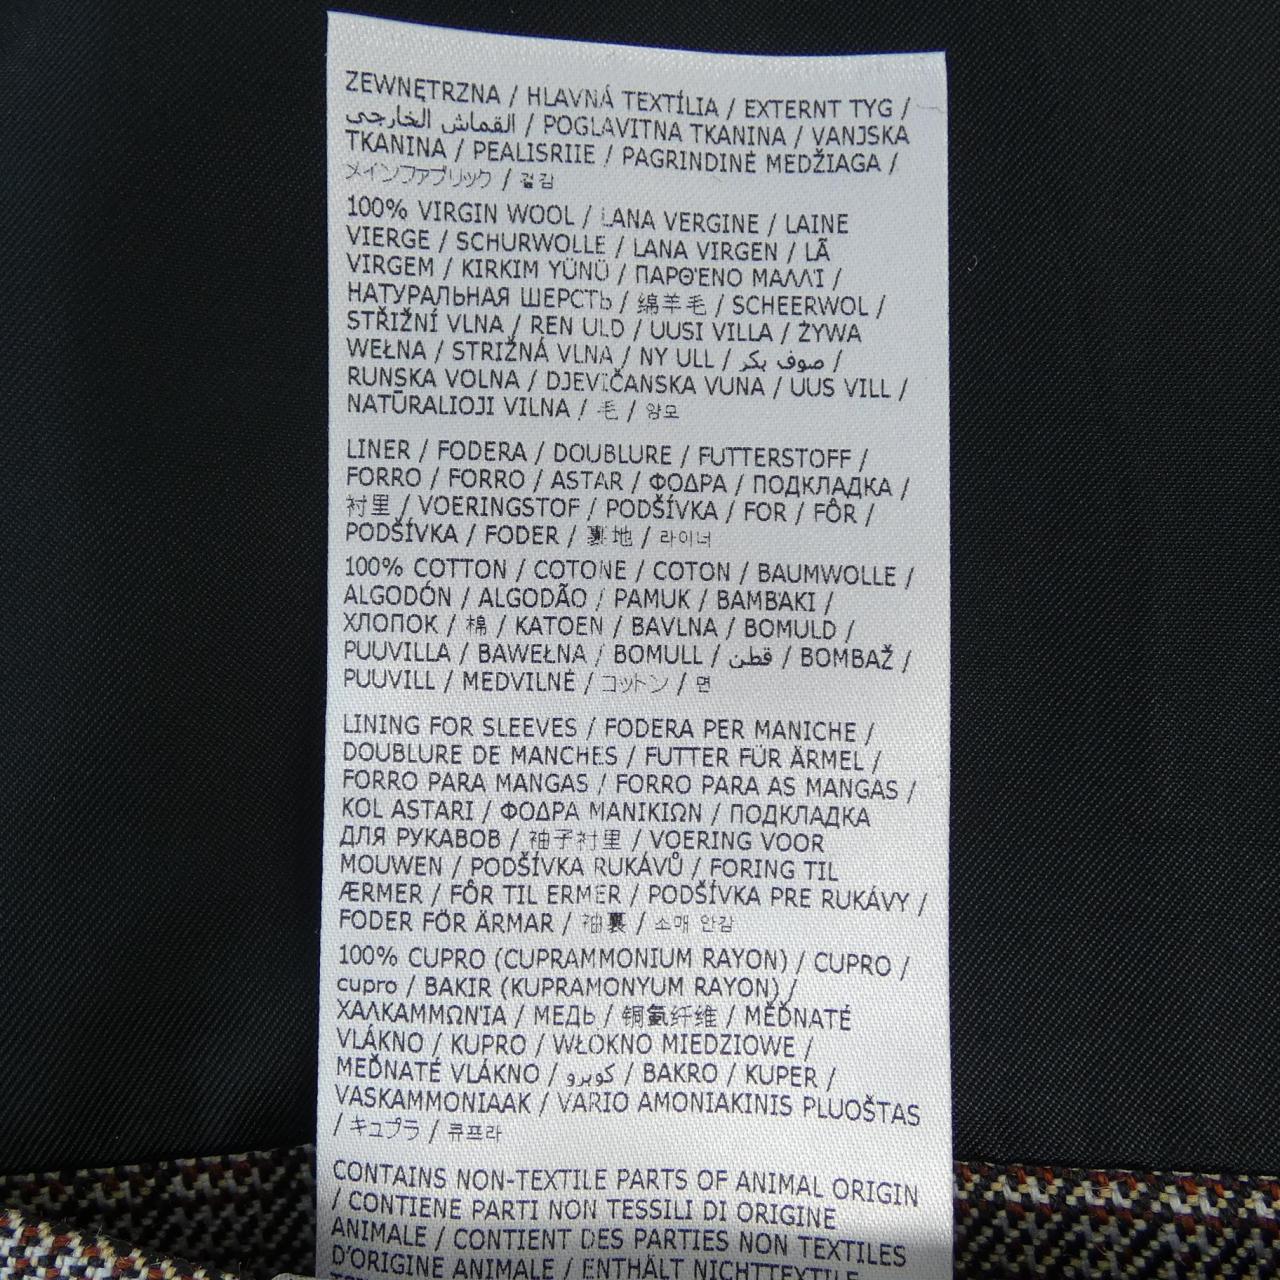 ZEWNĘTRZNA / HLAVNÁ TEXTÍLIA / EXTERNT TYG /
القماش الخارجي / POGLAVITNA TKANINA / VANJSKA
TKANINA / PEALISRIIE / PAGRINDINĖ MEDŽIAGA /
メインファブリック / 겉감
100% VIRGIN WOOL / LANA VERGINE / LAINE
VIERGE / SCHURWOLLE / LANA VIRGEN / LÃ
VIRGEM / KIRKIM YÜNÜ / ΠΑΡΘΈΝΟ ΜΑΛΛΊ /
НАТУРАЛЬНАЯ ШЕРСТЬ / 绵羊毛 / SCHEERWOL /
STŘIŽNÍ VLNA / REN ULD / UUSI VILLA / ŻYWA
WEŁNA / STRIŽNÁ VLNA / NY ULL / صوف بكر /
RUNSKA VOLNA / DJEVIČANSKA VUNA / UUS VILL /
NATŪRALIOJI VILNA / 毛 / 양모
LINER / FODERA / DOUBLURE / FUTTERSTOFF /
FORRO / FORRO / ASTAR / ΦΟΔΡΑ / ПОДКЛАДКА /
衬里 / VOERINGSTOF / PODŠÍVKA / FOR / FÔR /
PODŠÍVKA / FODER / 裏地 / 라이너
100% COTTON / COTONE / COTON / BAUMWOLLE /
ALGODÓN / ALGODÃO / PAMUK / ΒΑΜΒΆΚΙ /
ХЛОПОК / 棉 / KATOEN / BAVLNA / BOMULD /
PUUVILLA / BAWEŁNA / BOMULL / قطن / BOMBAŽ /
PUUVILL / MEDVILNĖ / コットン / 면
LINING FOR SLEEVES / FODERA PER MANICHE /
DOUBLURE DE MANCHES / FUTTER FÜR ÄRMEL /
FORRO PARA MANGAS / FORRO PARA AS MANGAS /
KOL ASTARI / ΦΟΔΡΑ ΜΑΝΙΚΙΩΝ / ПОДКЛАДКА
ДЛЯ РУКАВОВ / 袖子衬里 / VOERING VOOR
MOUWEN / PODŠÍVKA RUKÁVŮ / FORING TIL
ÆRMER / FÔR TIL ERMER / PODŠÍVKA PRE RUKÁVY /
FODER FÖR ÄRMAR / 袖裏 / 소매 안감
100% CUPRO (CUPRAMMONIUM RAYON) / CUPRO /
cupro / BAKIR (KUPRAMONYUM RAYON) /
ΧΑΛΚΑΜΜΩΝΊΑ / МЕДЬ / 铜氨纤维 / MĚĎNATÉ
VLÁKNO / KUPRO / WŁÓKNO MIEDZIOWE /
MEĎNATÉ VLÁKNO / كوبرو / BAKRO / KUPER /
VASKAMMONIAAK / VARIO AMONIAKINIS PLUOŠTAS
/ キュプラ / 큐프라
CONTAINS NON-TEXTILE PARTS OF ANIMAL ORIGIN
/ CONTIENE PARTI NON TESSILI DI ORIGINE
ANIMALE / CONTIENT DES PARTIES NON TEXTILES
D'ORIGINE ANIMALE / ENTHÄLT NICHTTEXTILE